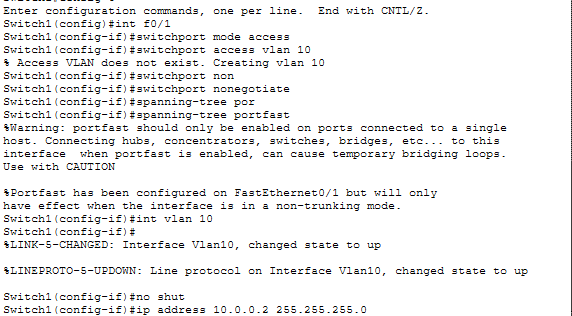 Enter configuration commands, one per line.  End with CNTL/Z.
Switch1(config)#int f0/1
Switch1(config-if)#switchport mode access
Switch1(config-if)#switchport access vlan 10
% Access VLAN does not exist. Creating vlan 10
Switch1(config-if)#switchport non
Switch1(config-if)#switchport nonegotiate
Switch1(config-if)#spanning-tree por
Switch1(config-if)#spanning-tree portfast
%Warning: portfast should only be enabled on ports connected to a single
host. Connecting hubs, concentrators, switches, bridges, etc... to this
interface  when portfast is enabled, can cause temporary bridging loops.
Use with CAUTION
%Portfast has been configured on FastEthernet0/1 but will only
have effect when the interface is in a non-trunking mode.
Switch1(config-if)#int vlan 10
Switch1(config-if)#
%LINK-5-CHANGED: Interface Vlan10, changed state to up
%LINEPROTO-5-UPDOWN: Line protocol on Interface Vlan10, changed state to up
Switch1(config-if)#no shut
Switch1(config-if)#ip address 10.0.0.2 255.255.255.0